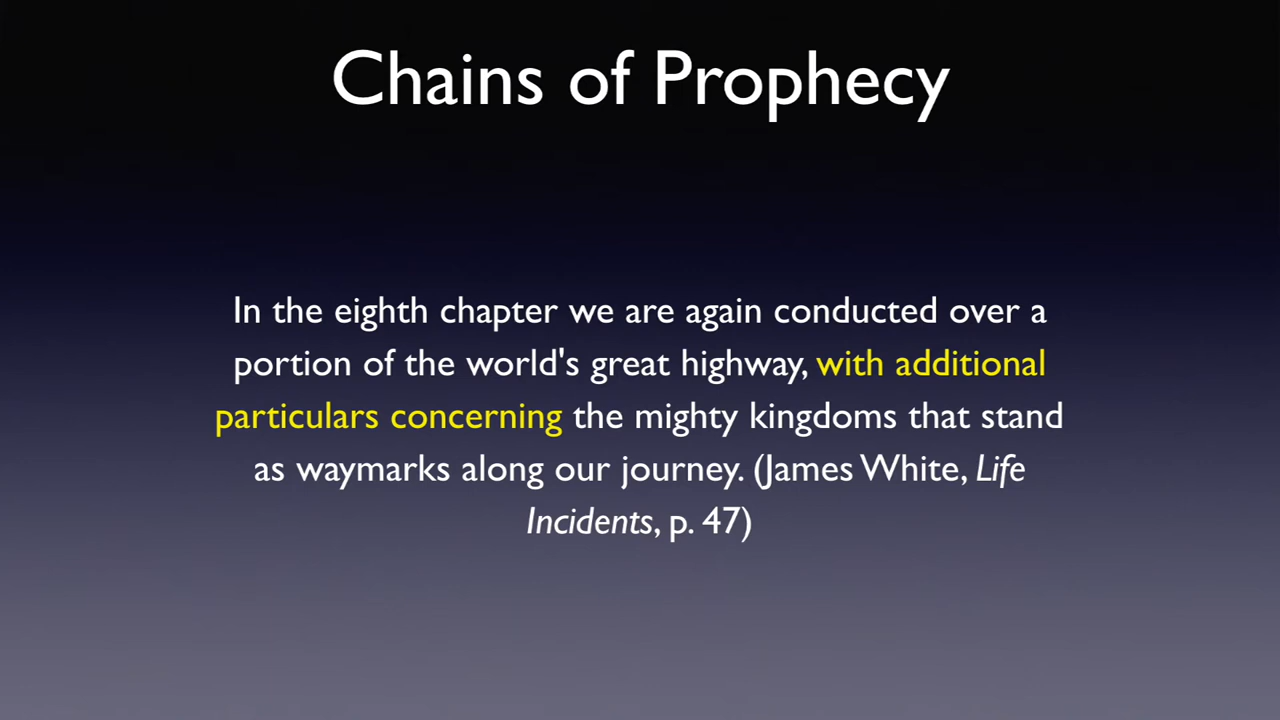 Chains of Prophecy
In the eighth chapter we are again conducted over a
portion of the world's great highway, with additional
particulars concerning the mighty kingdoms that stand
as waymarks along our journey. (James White, Life
Incidents, p. 47)